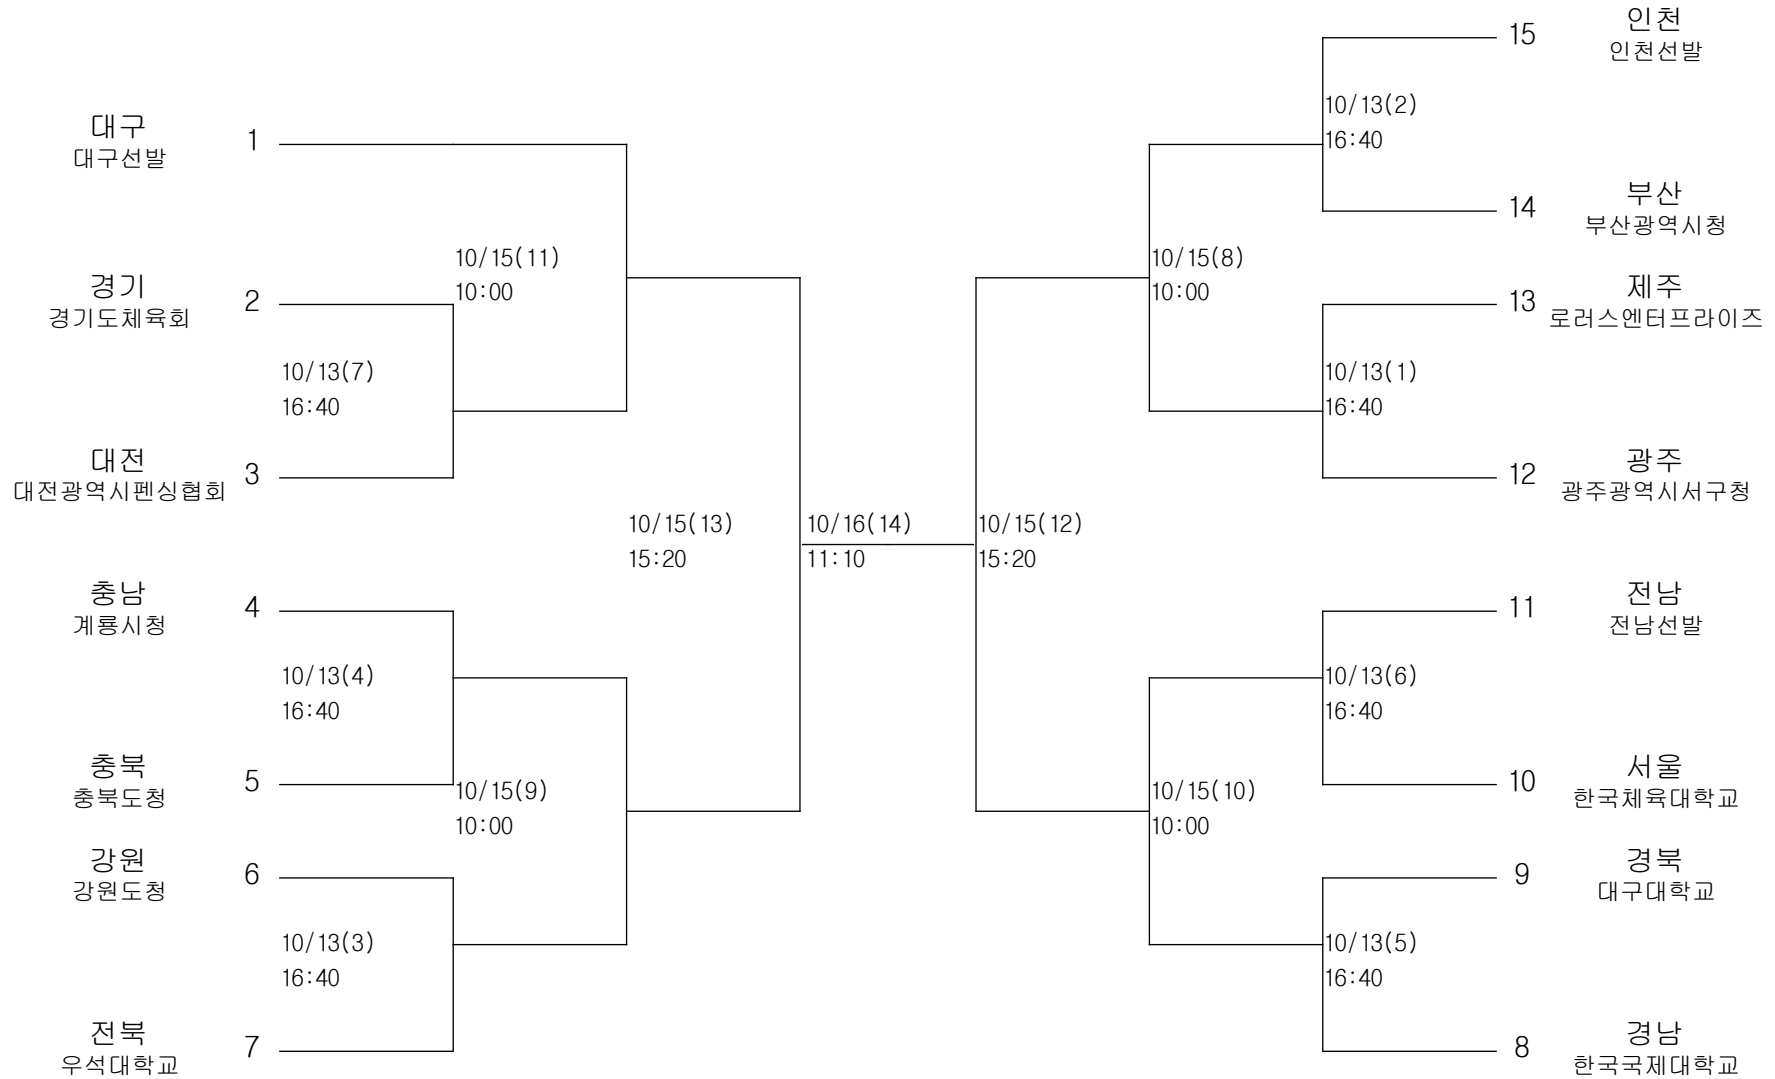 대구
대구선발
1
경기
경기도체육회
2
10/13(7)
16:40
대전
대전광역시펜싱협회
3
10/15(11)
10:00
충남
계룡시청
4
10/13(4)
16:40
충북
충북도청
5
10/15(9)
10:00
강원
강원도청
6
10/13(3)
16:40
전북
우석대학교
7
10/15(13)
15:20
10/16(14)
11:10
10/15(12)
15:20
15
인천
인천선발
10/13(2)
16:40
14
부산
부산광역시청
10/15(8)
10:00
13
제주
로러스엔터프라이즈
10/13(1)
16:40
12
광주
광주광역시서구청
11
전남
전남선발
10/13(6)
16:40
10
서울
한국체육대학교
10/15(10)
10:00
9
경북
대구대학교
10/13(5)
16:40
8
경남
한국국제대학교